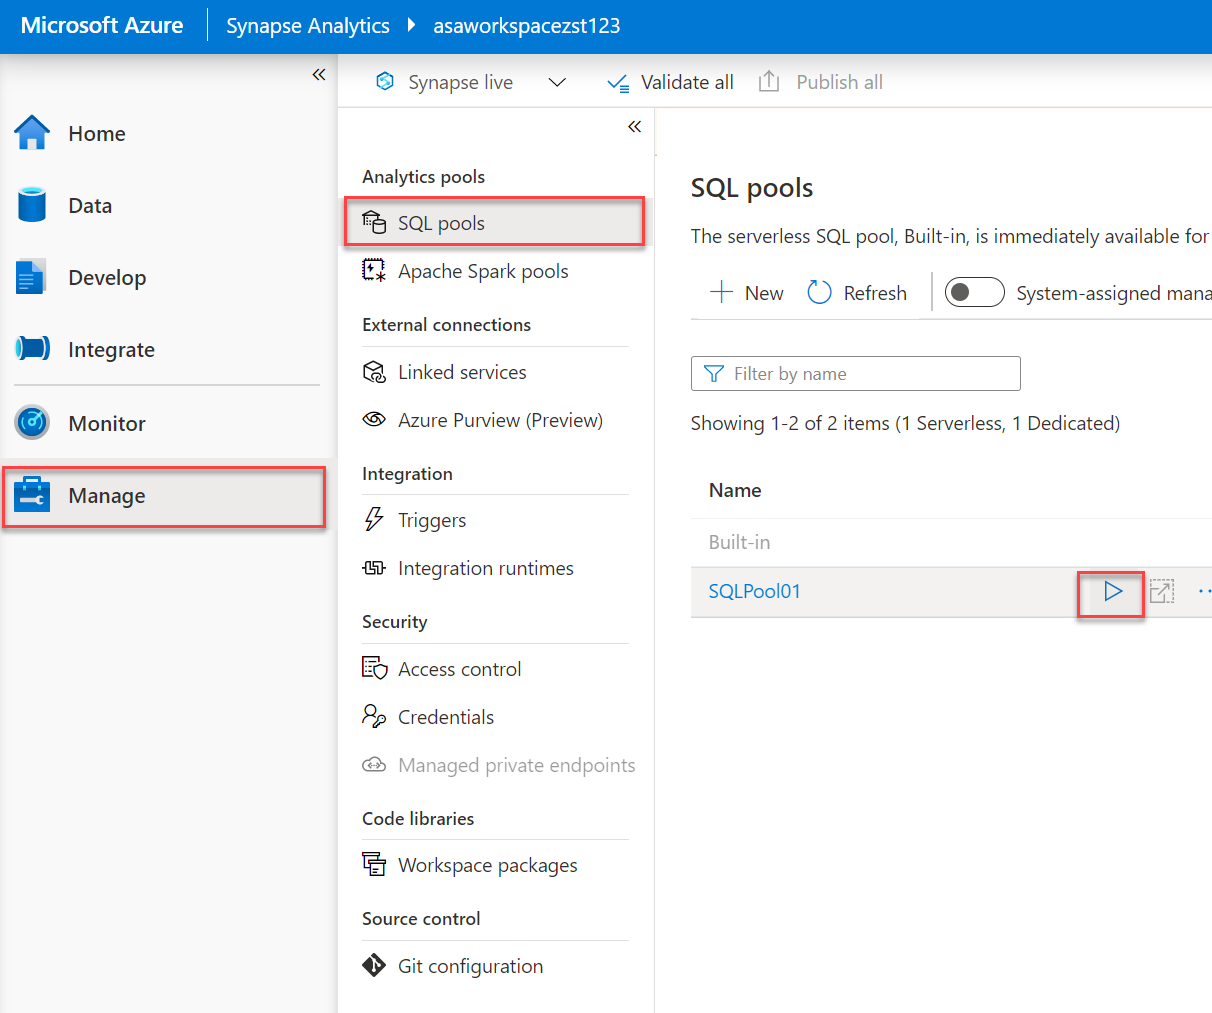 Microsoft Azure
Synapse Analytics
asaworkspacezst123
Home
Data
Develop
Integrate
Monitor
Manage
Synapse live
Validate all
Publish all
Analytics pools
SQL pools
Apache Spark pools
External connections
Linked services
Azure Purview (Preview)
Integration
Triggers
Integration runtimes
Security
Access control
Credentials
Managed private endpoints
Code libraries
Workspace packages
Source control
Git configuration
SQL pools
The serverless SQL pool, Built-in, is immediately available for
New
Refresh
System-assigned mana
Filter by name
Showing 1-2 of 2 items (1 Serverless, 1 Dedicated)
Name
Built-in
SQLPool01